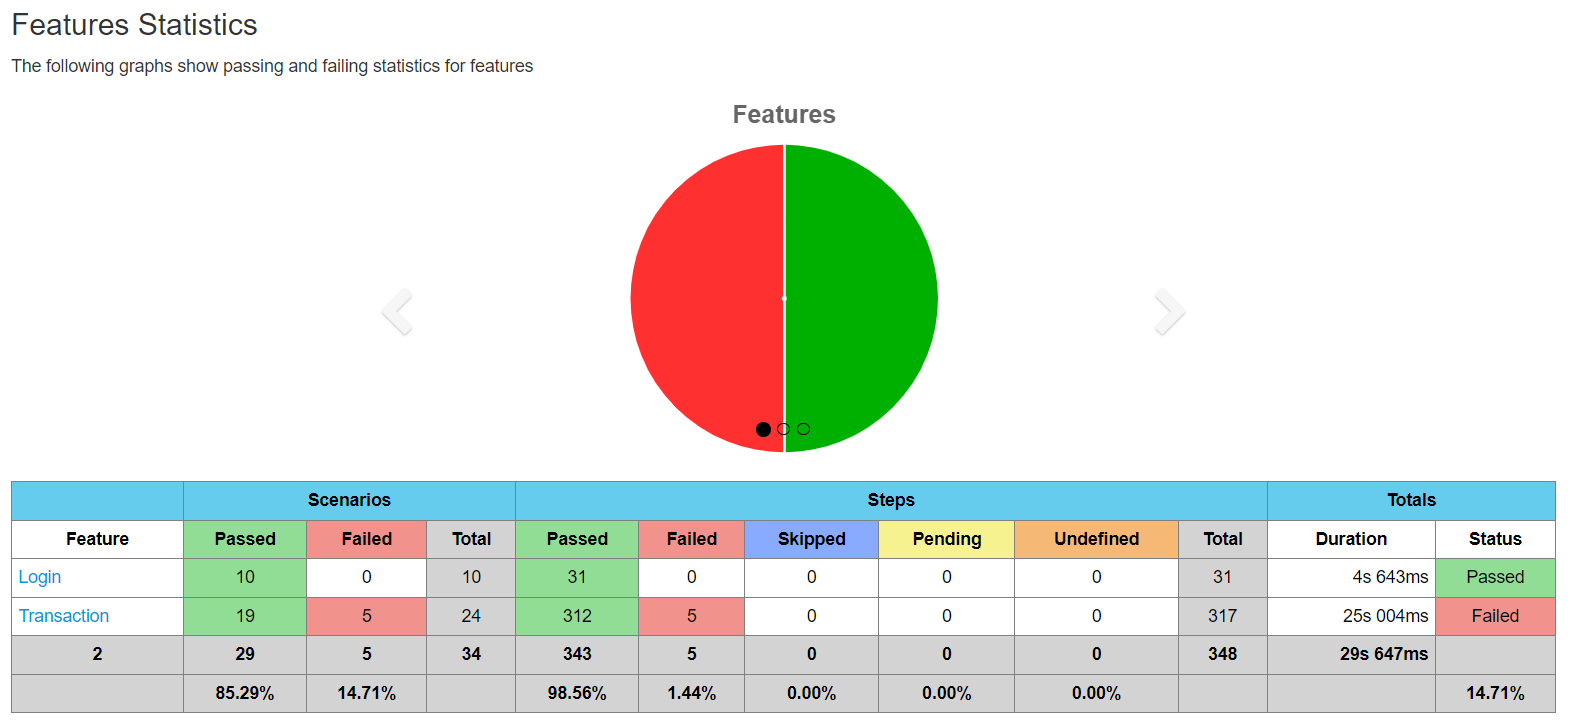 Features Statistics
The following graphs show passing and failing statistics for features
Features
Scenarios Steps Totals
Feature Passed Failed Total Passed Failed Skipped Pending Undefined Total Duration Status
Login 10 0 10 31 0 0 0 0 31 4s 643ms Passed
Transaction 19 5 24 312 5 0 0 0 317 25s 004ms Failed
2 29 5 34 343 5 0 0 0 348 29s 647ms
85.29% 14.71% 98.56% 1.44% 0.00% 0.00% 0.00% 14.71%